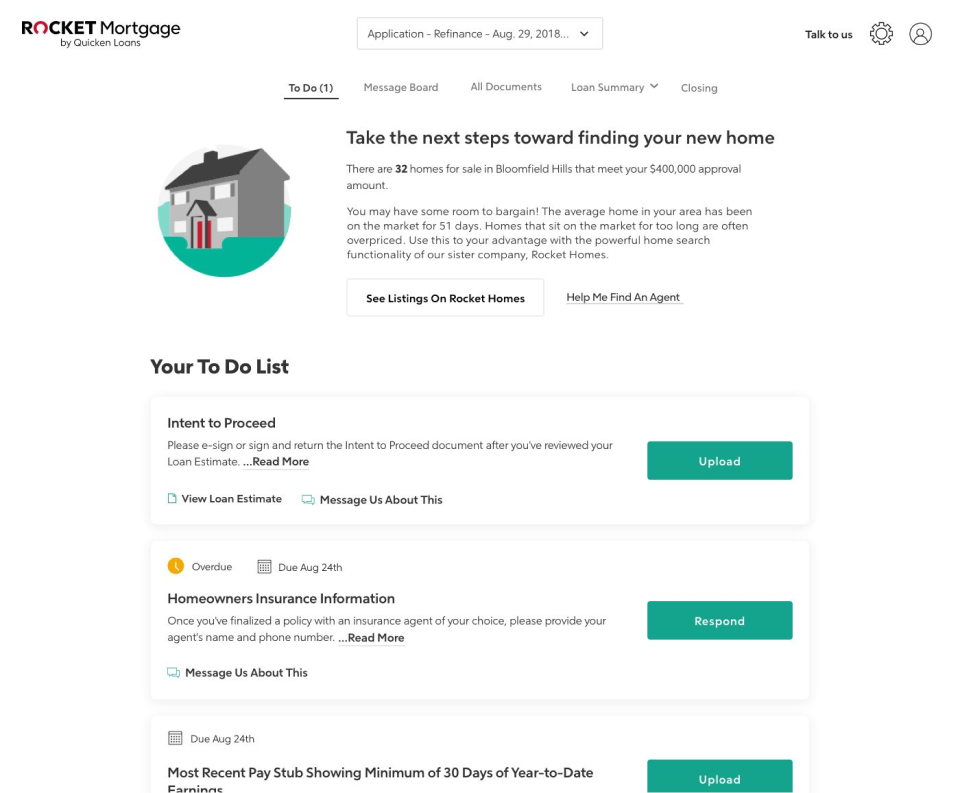 ROCKET Mortgage
by Quicken Loans
Application - Refinance - Aug. 29, 2018...
Talk to us
To Do (1)
Message Board
All Documents
Loan Summary
Closing
Take the next steps toward finding your new home
There are 32 homes for sale in Bloomfield Hills that meet your $400,000 approval
amount.
You may have some room to bargain! The average home in your area has been
on the market for 51 days. Homes that sit on the market for too long are often
overpriced. Use this to your advantage with the powerful home search
functionality of our sister company, Rocket Homes.
See Listings On Rocket Homes
Help Me Find An Agent
Your To Do List
Intent to Proceed
Please e-sign or sign and return the Intent to Proceed document after you've reviewed your
Loan Estimate. ...Read More
Upload
View Loan Estimate
Message Us About This
Overdue
Due Aug 24th
Homeowners Insurance Information
Once you've finalized a policy with an insurance agent of your choice, please provide your
agent's name and phone number. ...Read More
Respond
Message Us About This
Due Aug 24th
Most Recent Pay Stub Showing Minimum of 30 Days of Year-to-Date
Earnings
Upload